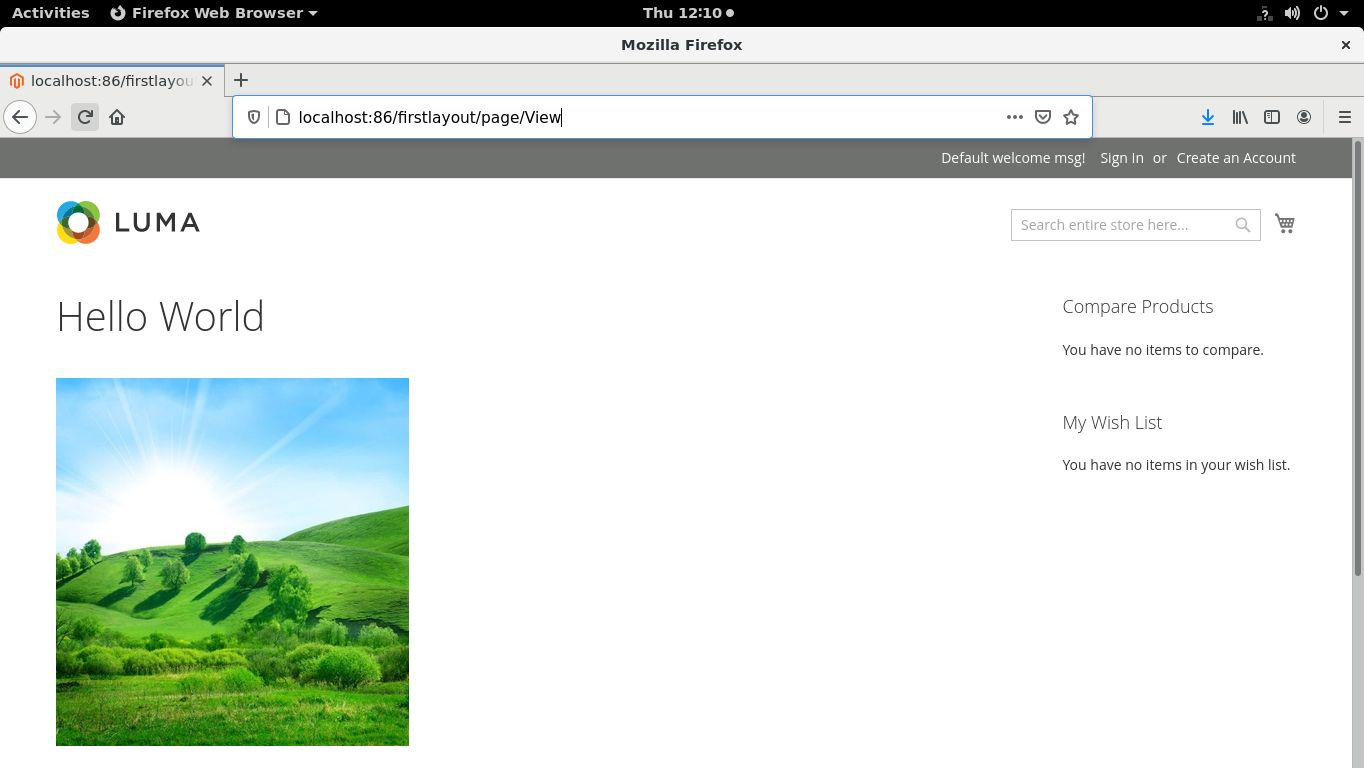 Activities Firefox Web Browser Thu 12:10
Mozilla Firefox
localhost:86/firstlayou
localhost:86/firstlayout/page/View
Default welcome msg! Sign In or Create an Account
LUMA
Search entire store here...
Hello World
Compare Products
You have no items to compare.
My Wish List
You have no items in your wish list.